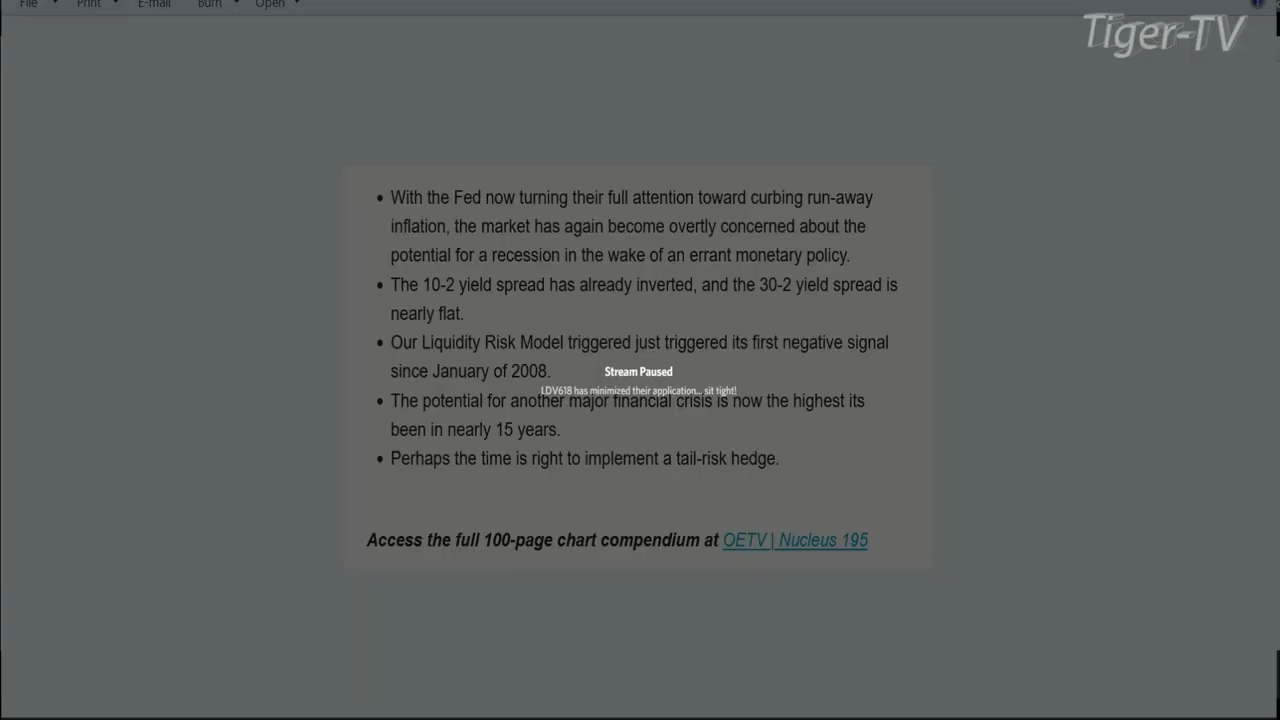 File Print E-mail Burn Open
Tiger-TV
• With the Fed now turning their full attention toward curbing run-away
inflation, the market has again become overtly concerned about the
potential for a recession in the wake of an errant monetary policy.
• The 10-2 yield spread has already inverted, and the 30-2 yield spread is
nearly flat.
• Our Liquidity Risk Model triggered just triggered its first negative signal
since January of 2008.
Stream Paused
LDV618 has minimized their application... sit tight!
• The potential for another major financial crisis is now the highest its
been in nearly 15 years.
• Perhaps the time is right to implement a tail-risk hedge.
Access the full 100-page chart compendium at OETV | Nucleus 195